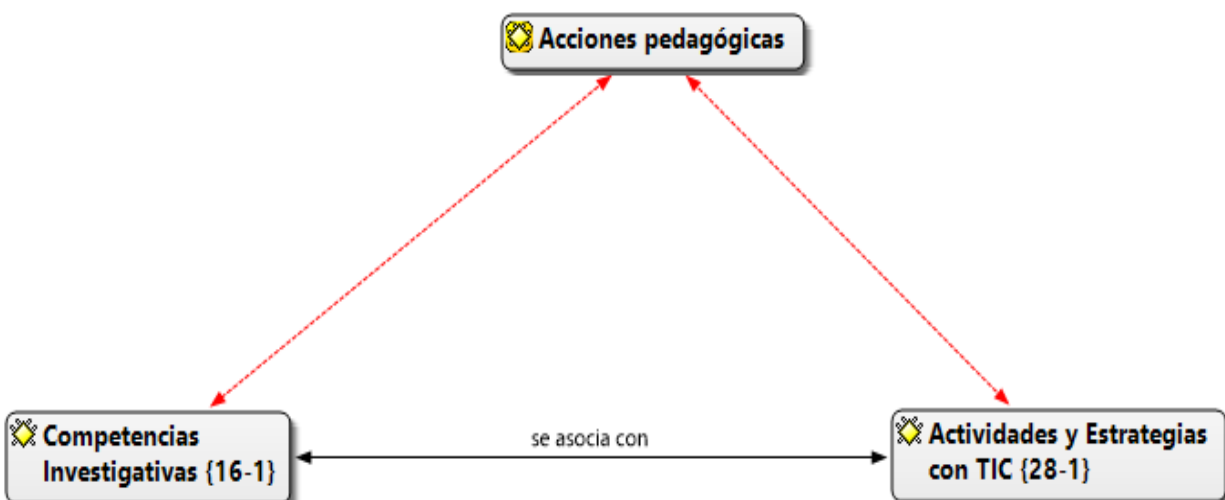 Acciones pedagógicas
se asocia con
Competencias
Investigativas {16-1}
Actividades y Estrategias
con TIC {28-1}